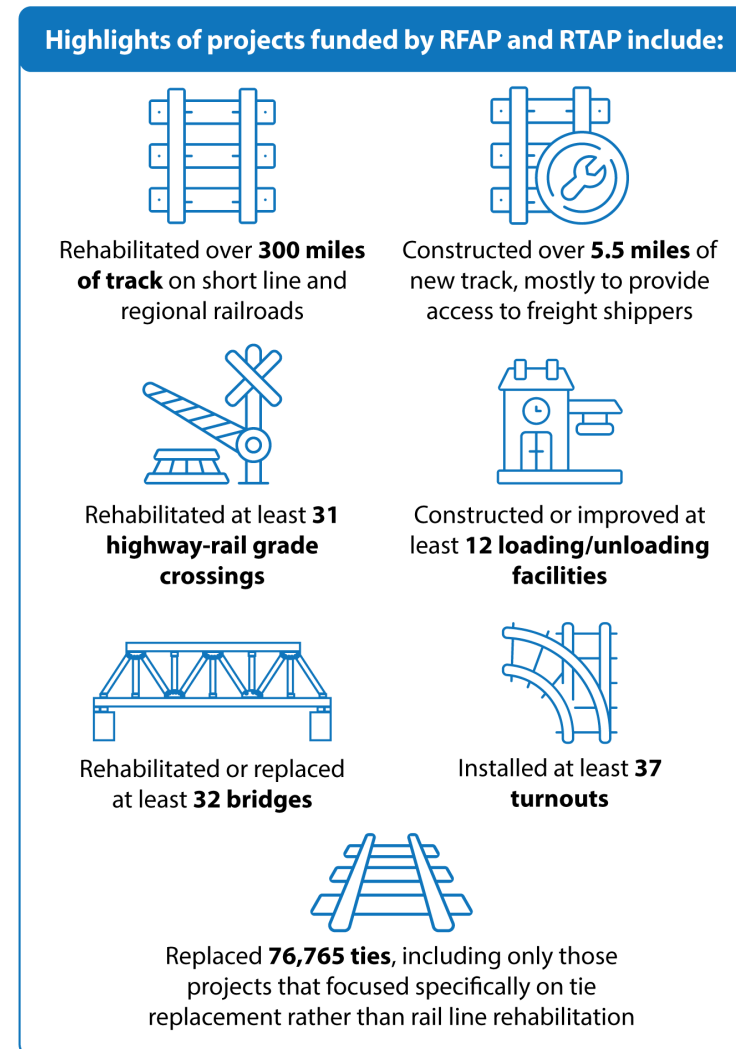 Highlights of projects funded by RFAP and RTAP include:
Rehabilitated over 300 miles
of track on short line and
regional railroads
Constructed over 5.5 miles of
new track, mostly to provide
access to freight shippers
Rehabilitated at least 31
highway-rail grade
crossings
Constructed or improved at
least 12 loading/unloading
facilities
Rehabilitated or replaced
at least 32 bridges
Installed at least 37
turnouts
Replaced 76,765 ties, including only those
projects that focused specifically on tie
replacement rather than rail line rehabilitation